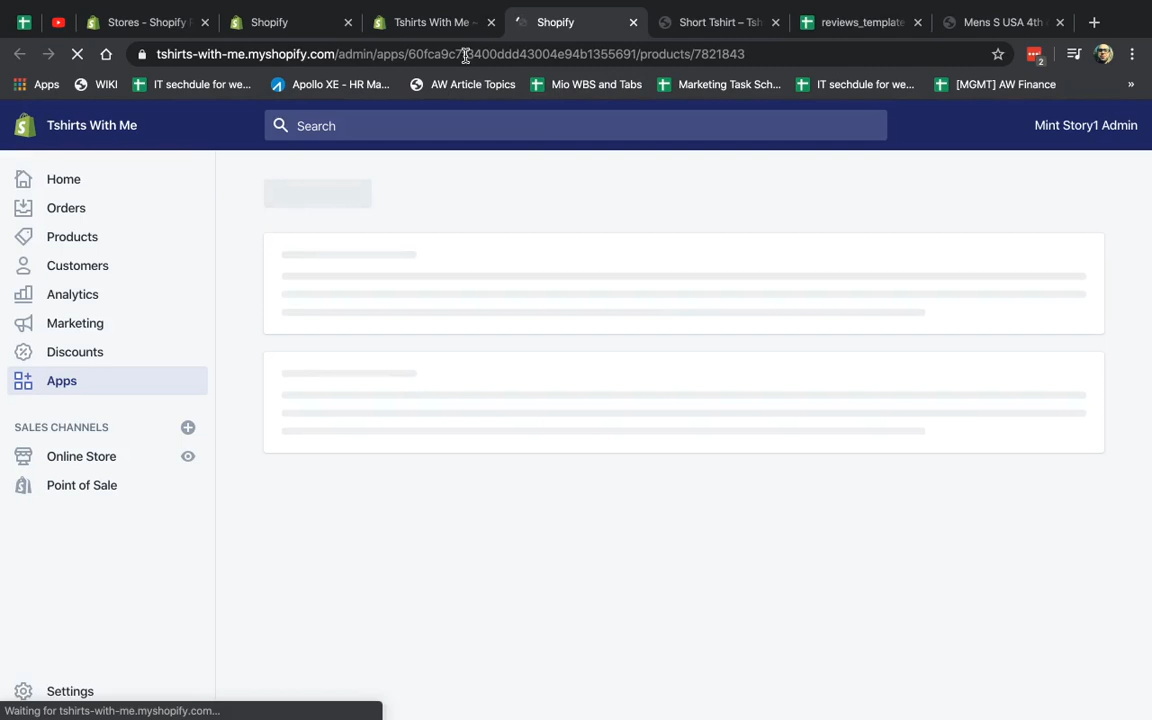 Stores - Shopify
Shopify
Tshirts With Me –
Shopify
Short Tshirt – Tsh
reviews_template
Mens S USA 4th
tshirts-with-me.myshopify.com/admin/apps/60fca9c7
400ddd43004e94b1355691/products/7821843
2
Apps
WIKI
IT sechdule for we...
Apollo XE - HR Ma...
AW Article Topics
Mio WBS and Tabs
Marketing Task Sch...
IT sechdule for we...
[MGMT] AW Finance
»
Tshirts With Me
Search
Mint Story1 Admin
Home
Orders
Products
Customers
Analytics
Marketing
Discounts
Apps
SALES CHANNELS
Online Store
Point of Sale
Settings
Waiting for tshirts-with-me.myshopify.com...